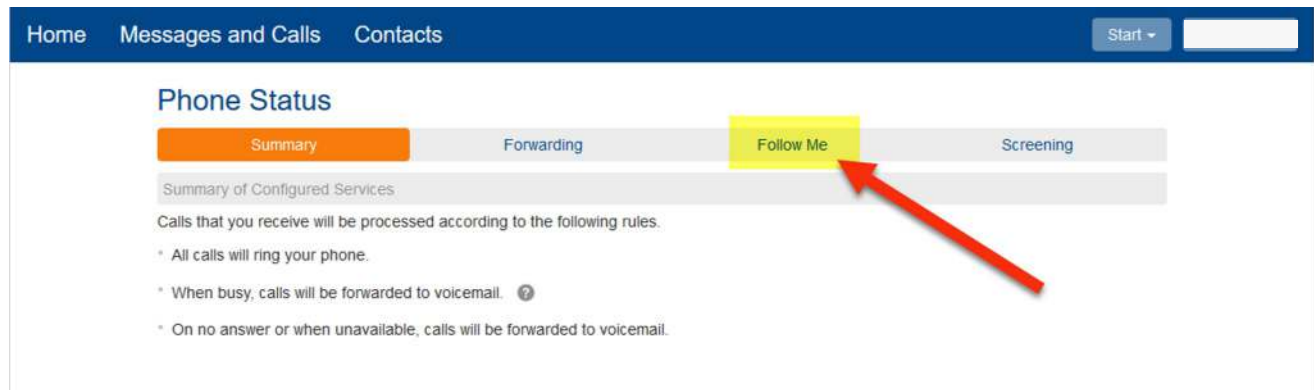 Home Messages and Calls Contacts Start
Phone Status
Summary Forwarding Follow Me Screening
Summary of Configured Services
Calls that you receive will be processed according to the following rules.
* All calls will ring your phone.
* When busy, calls will be forwarded to voicemail. ?
* On no answer or when unavailable, calls will be forwarded to voicemail.